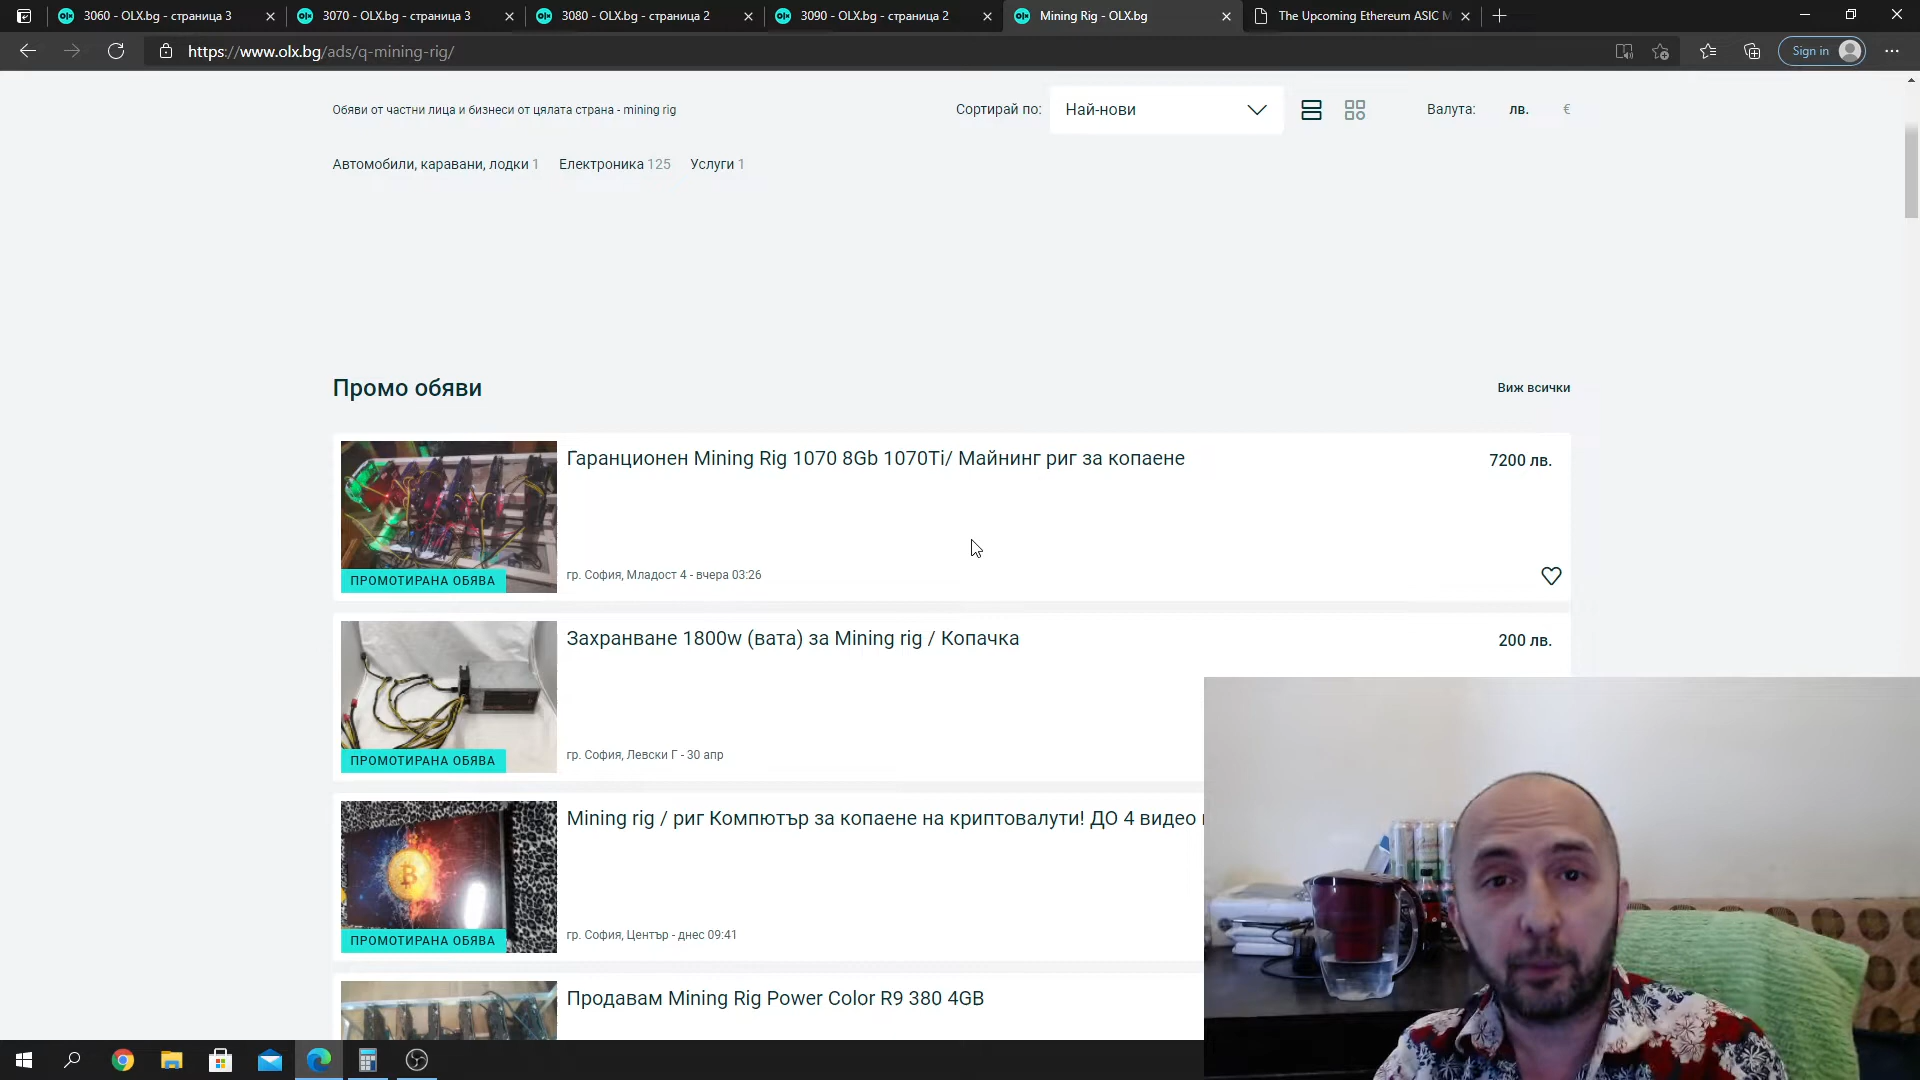 3060 - OLX.bg - страница 3
3070 - OLX.bg - страница 3
3080 - OLX.bg - страница 2
3090 - OLX.bg - страница 2
Mining Rig - OLX.bg
The Upcoming Ethereum ASIC M
https://www.olx.bg/ads/q-mining-rig/
Sign in
Обяви от частни лица и бизнеси от цялата страна - mining rig
Сортирай по:
Най-нови
Валута:
лв.
€
Автомобили, каравани, лодки 1
Електроника 125
Услуги 1
Промо обяви
Виж всички
Гаранционен Mining Rig 1070 8Gb 1070Ti/ Майнинг риг за копаене
7200 лв.
гр. София, Младост 4 - вчера 03:26
ПРОМОТИРАНА ОБЯВА
Захранване 1800w (вата) за Mining rig / Копачка
200 лв.
гр. София, Левски Г - 30 апр
ПРОМОТИРАНА ОБЯВА
Mining rig / риг Компютър за копаене на криптовалути! ДО 4 видео
гр. София, Център - днес 09:41
ПРОМОТИРАНА ОБЯВА
Продавам Mining Rig Power Color R9 380 4GB